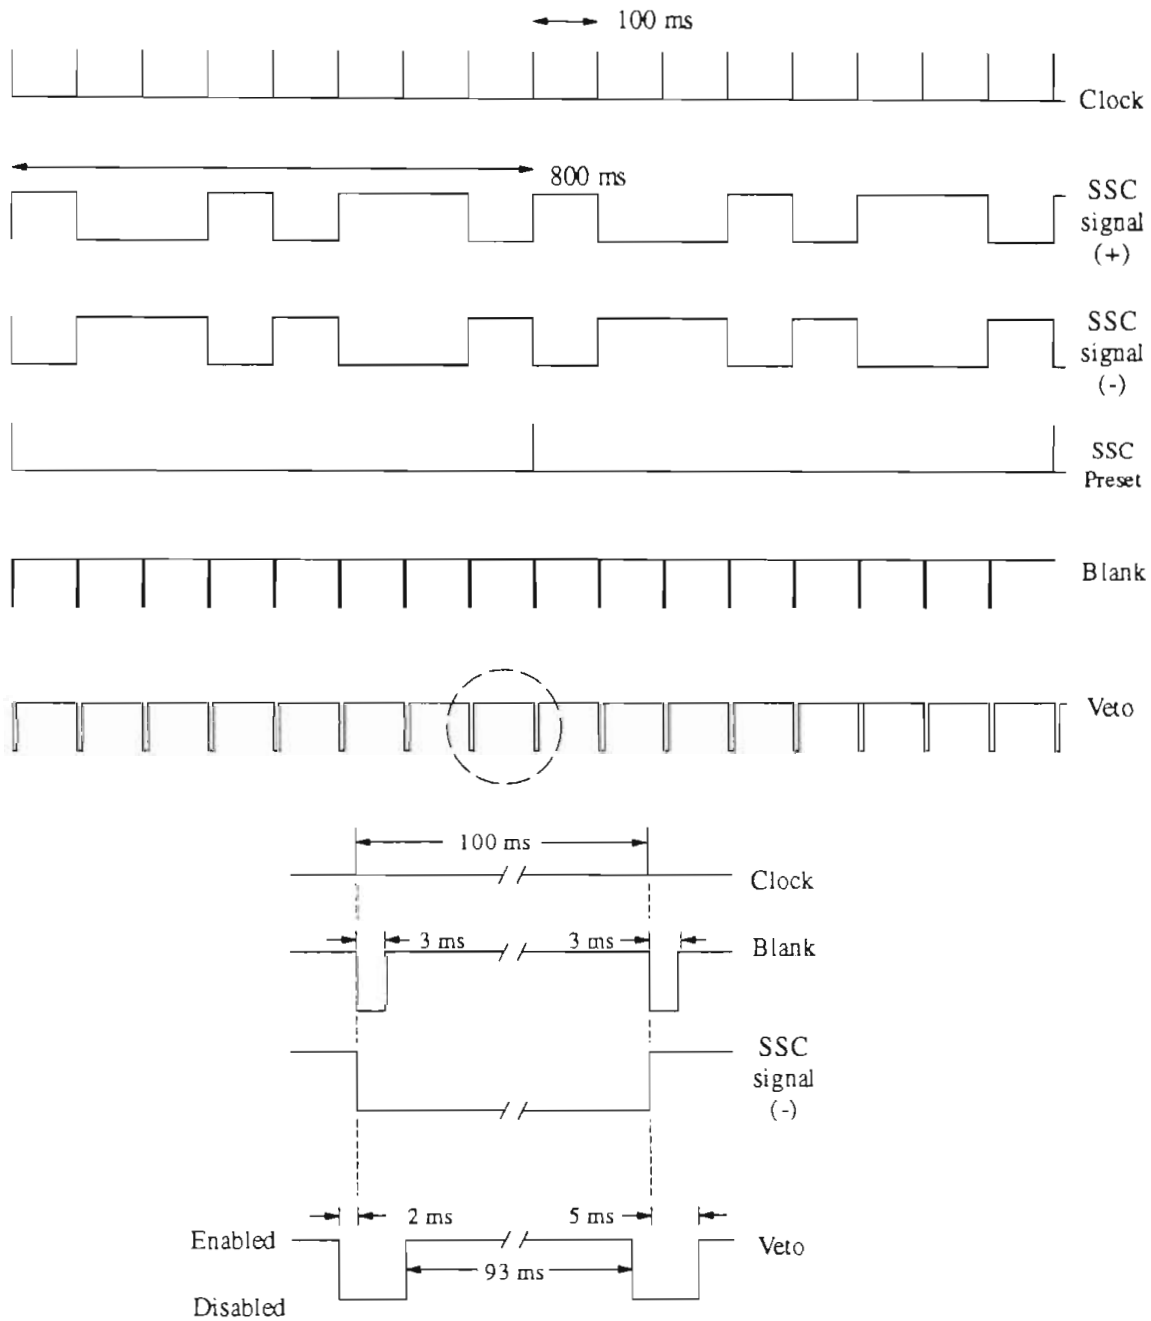 100 ms
Clock
800 ms
SSC
signal
(+)
SSC
signal
(-)
SSC
Preset
Blank
Veto
100 ms
Clock
3 ms
3 ms
Blank
SSC
signal
(-)
2 ms
5 ms
Enabled
Veto
93 ms
Disabled